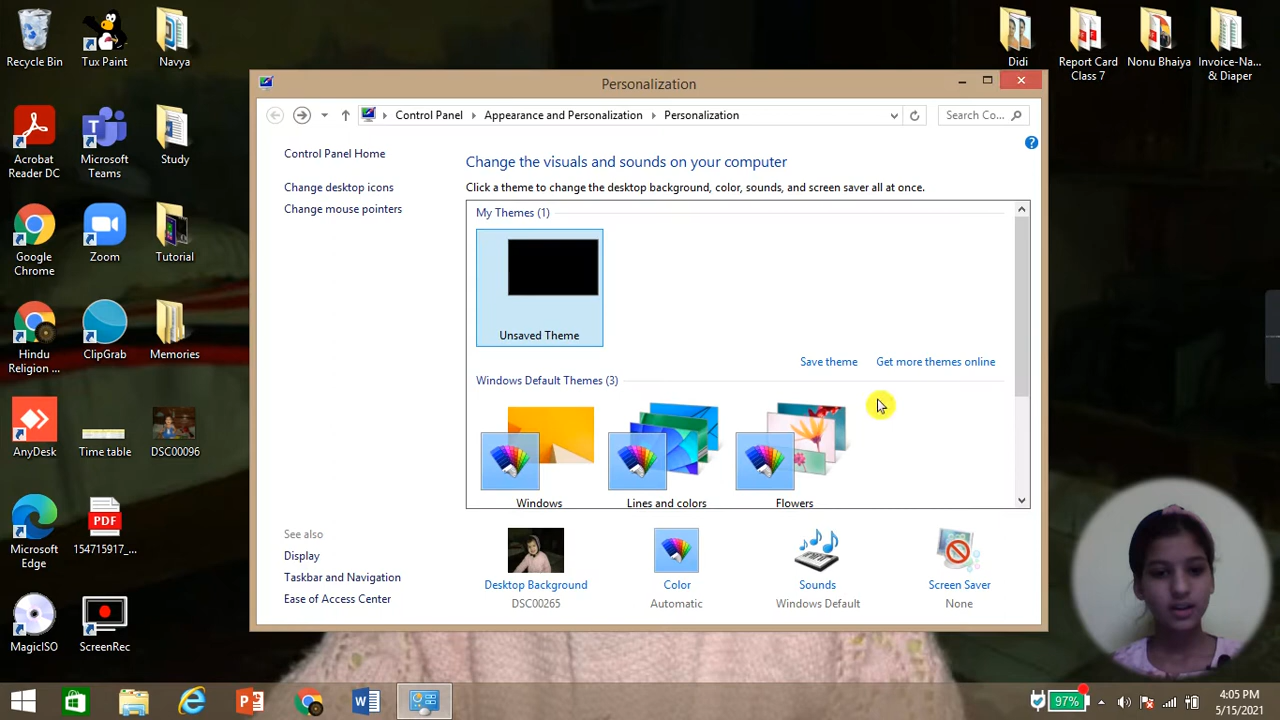 Recycle Bin
Tux Paint
Navya
Didi
Report Card
Class 7
Nonu Bhaiya
Invoice-Na...
& Diaper
Acrobat
Reader DC
Microsoft
Teams
Study
Google
Chrome
Zoom
Tutorial
Hindu
Religion ...
ClipGrab
Memories
AnyDesk
Time table
DSC00096
Microsoft
Edge
PDF
154715917_...
MagicISO
ScreenRec
Personalization
Control Panel
Appearance and Personalization
Personalization
Search Co...
Control Panel Home
Change desktop icons
Change mouse pointers
Change the visuals and sounds on your computer
Click a theme to change the desktop background, color, sounds, and screen saver all at once.
My Themes (1)
Unsaved Theme
Save theme
Get more themes online
Windows Default Themes (3)
Windows
Lines and colors
Flowers
See also
Display
Taskbar and Navigation
Ease of Access Center
Desktop Background
DSC00265
Color
Automatic
Sounds
Windows Default
Screen Saver
None
97%
4:05 PM
5/15/2021